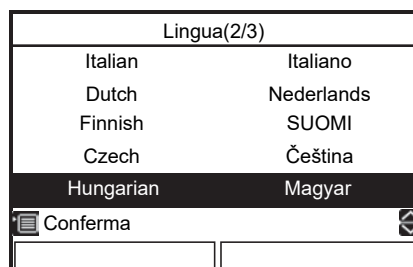 Lingua(2/3)
Italian Italiano
Dutch Nederlands
Finnish SUOMI
Czech Čeština
Hungarian Magyar
Conferma